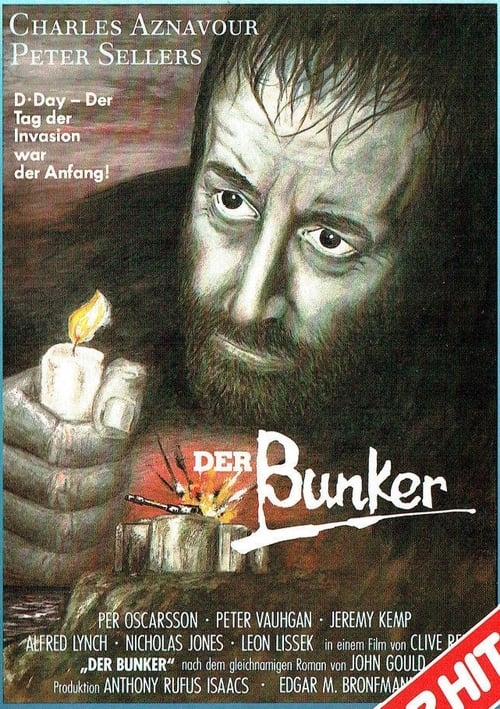 CHARLES AZNAVOUR
PETER SELLERS
D-Day – Der
Tag der
Invasion
war
der Anfang!
DER Bunker
PER OSCARSSON · PETER VAUHGAN · JEREMY KEMP
ALFRED LYNCH · NICHOLAS JONES · LEON LISSEK in einem Film von CLIVE
„DER BUNKER" nach dem gleichnamigen Roman von JOHN GOULD
Produktion ANTHONY RUFUS ISAACS · EDGAR M. BRONFMAN
HIT